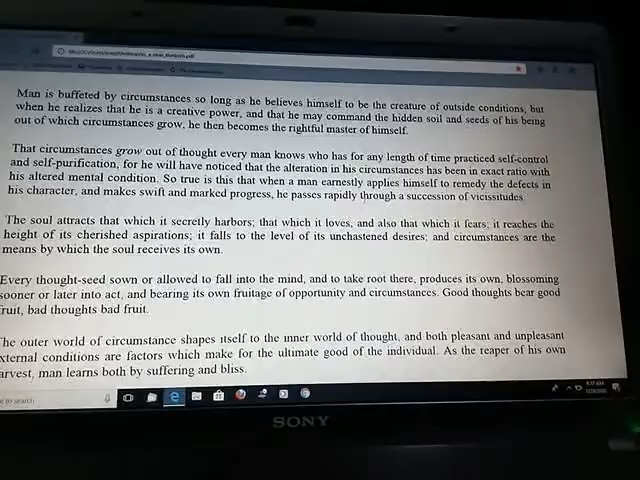 Man is buffeted by circumstances so long as he believes himself to be the creature of outside conditions, but
when he realizes that he is a creative power, and that he may command the hidden soil and seeds of his being
out of which circumstances grow, he then becomes the rightful master of himself.
That circumstances grow out of thought every man knows who has for any length of time practiced self-control
and self-purification, for he will have noticed that the alteration in his circumstances has been in exact ratio with
his altered mental condition. So true is this that when a man earnestly applies himself to remedy the defects in
his character, and makes swift and marked progress, he passes rapidly through a succession of vicissitudes
The soul attracts that which it secretly harbors; that which it loves, and also that which it fears; it reaches the
height of its cherished aspirations; it falls to the level of its unchastened desires; and circumstances are the
means by which the soul receives its own.
Every thought-seed sown or allowed to fall into the mind, and to take root there, produces its own, blossoming
sooner or later into act, and bearing its own fruitage of opportunity and circumstances. Good thoughts bear good
fruit, bad thoughts bad fruit.
The outer world of circumstance shapes itself to the inner world of thought, and both pleasant and unpleasant
xternal conditions are factors which make for the ultimate good of the individual. As the reaper of his own
arvest, man learns both by suffering and bliss.
e to search
SONY